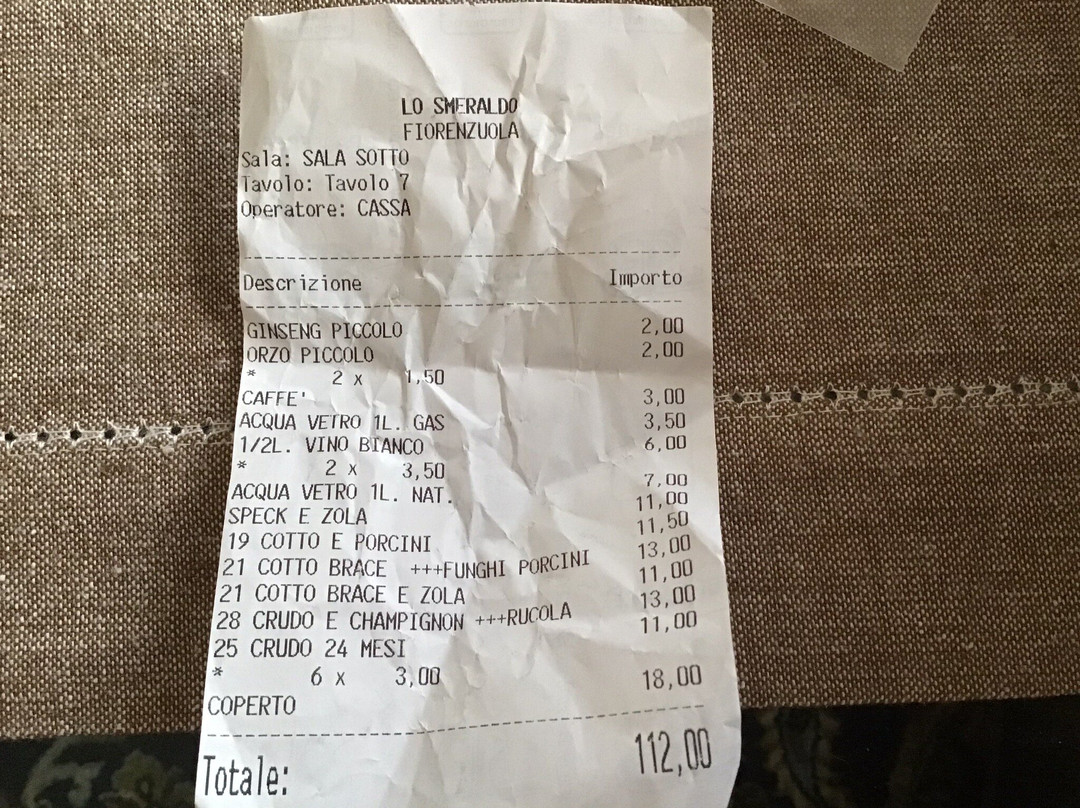 LO SMERALDO
FIORENZUOLA
Sala: SALA SOTTO
Tavolo: Tavolo 7
Operatore: CASSA
Descrizione Importo
GINSENG PICCOLO 2,00
ORZO PICCOLO 2,00
* 2 x 1,50
CAFFE' 3,00
ACQUA VETRO 1L. GAS 3,50
1/2L. VINO BIANCO 6,00
* 2 x 3,50
ACQUA VETRO 1L. NAT. 7,00
SPECK E ZOLA 11,00
19 COTTO E PORCINI 11,50
21 COTTO BRACE +++FUNGHI PORCINI 13,00
21 COTTO BRACE E ZOLA 11,00
28 CRUDO E CHAMPIGNON +++RUCOLA 13,00
25 CRUDO 24 MESI 11,00
* 6 x 3,00
COPERTO 18,00
Totale: 112,00